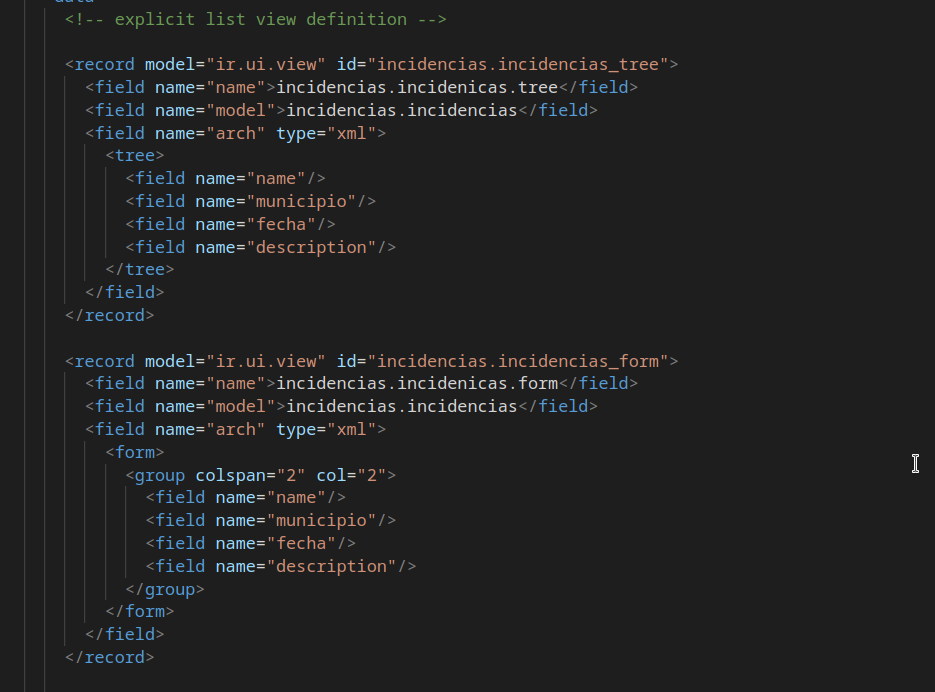 data
<!-- explicit list view definition -->
<record model="ir.ui.view" id="incidencias.incidencias_tree">
<field name="name">incidencias.incidenicas.tree</field>
<field name="model">incidencias.incidencias</field>
<field name="arch" type="xml">
<tree>
<field name="name"/>
<field name="municipio"/>
<field name="fecha"/>
<field name="description"/>
</tree>
</field>
</record>
<record model="ir.ui.view" id="incidencias.incidencias_form">
<field name="name">incidencias.incidenicas.form</field>
<field name="model">incidencias.incidencias</field>
<field name="arch" type="xml">
<form>
<group colspan="2" col="2">
<field name="name"/>
<field name="municipio"/>
<field name="fecha"/>
<field name="description"/>
</group>
</form>
</field>
</record>